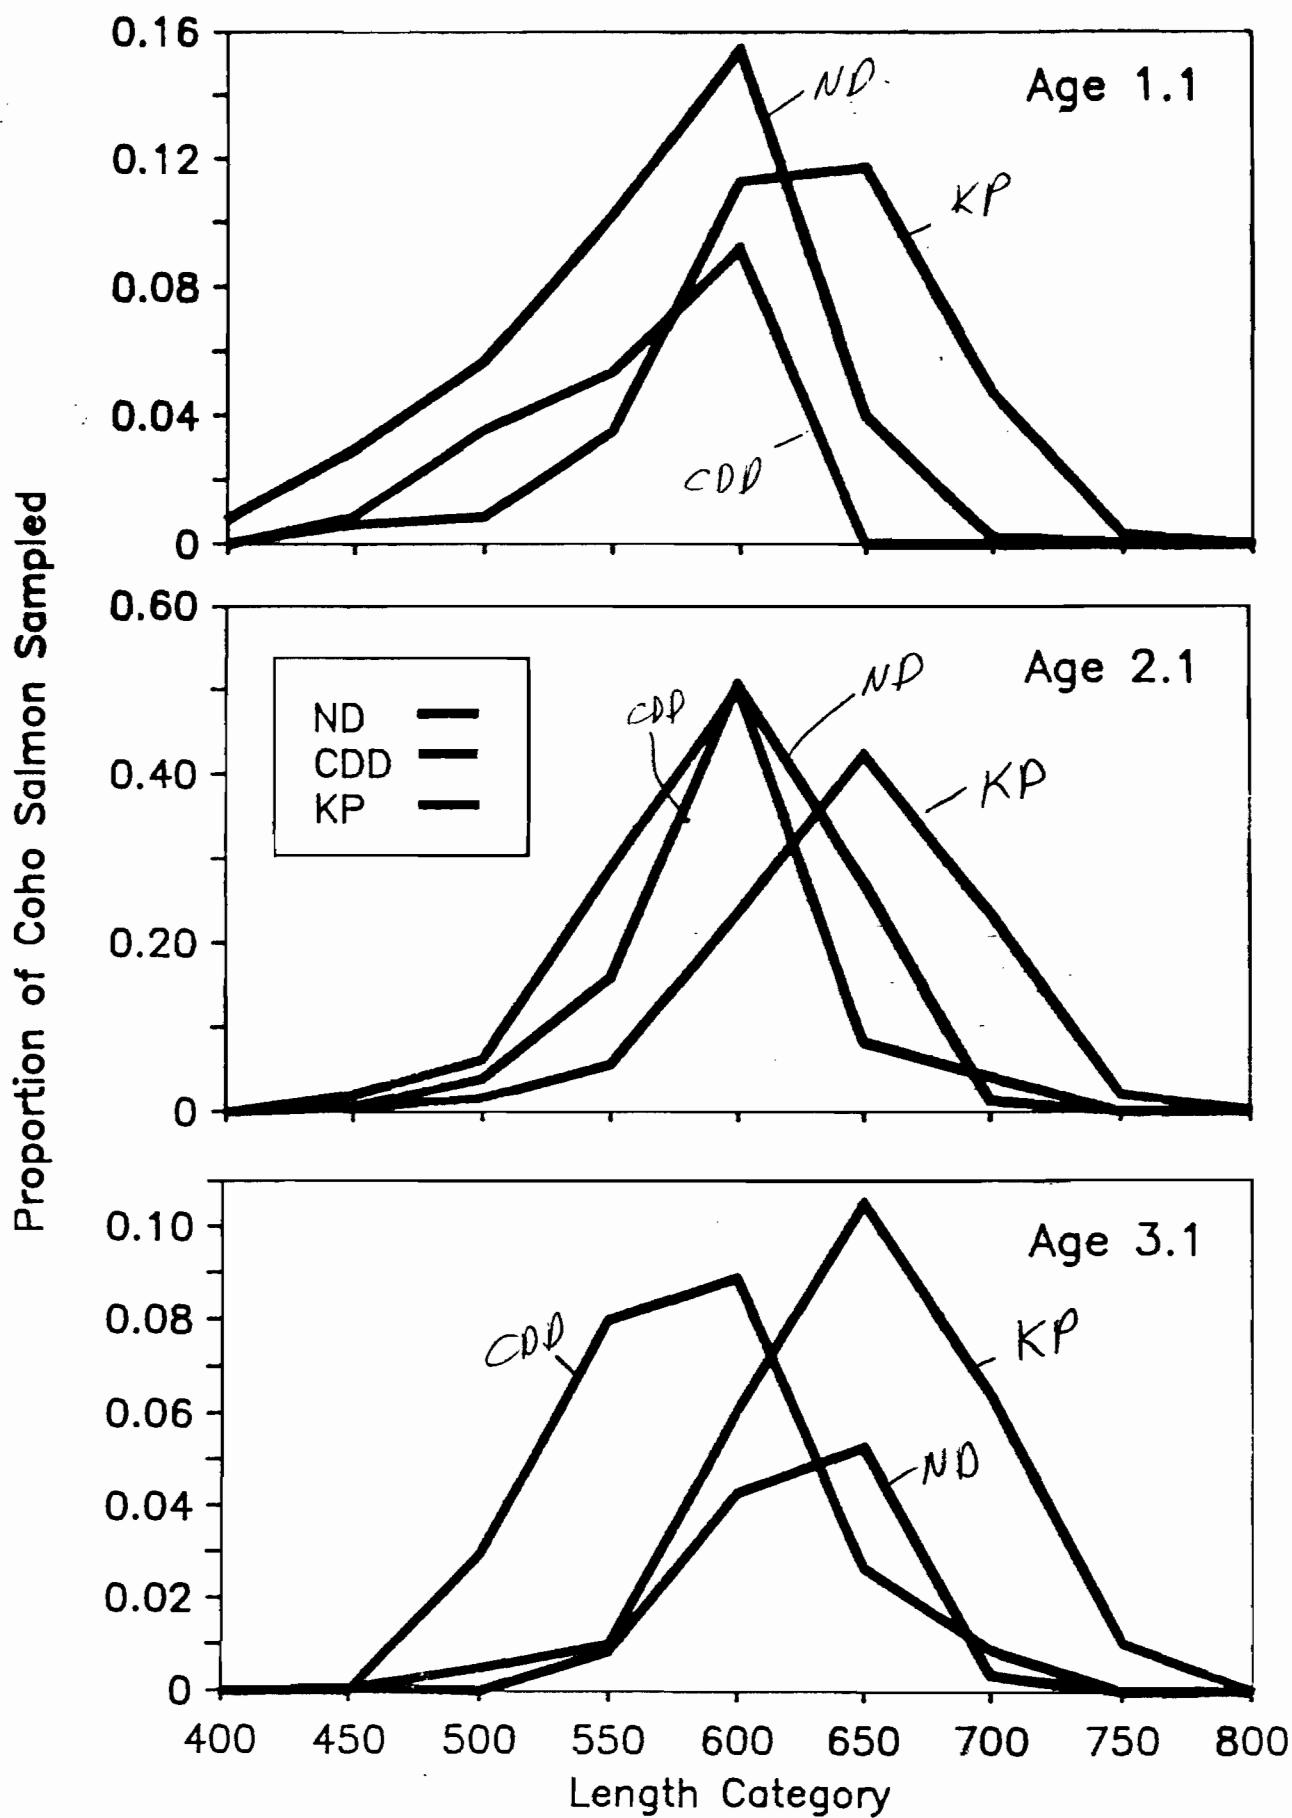 Proportion of Coho Salmon Sampled
0.16
0.12
0.08
0.04
0
Age 1.1
ND
KP
CDD
0.60
0.40
0.20
0
Age 2.1
ND
CDD
KP
CDD
ND
KP
0.10
0.08
0.06
0.04
0.02
0
Age 3.1
CDD
KP
ND
400 450 500 550 600 650 700 750 800
Length Category